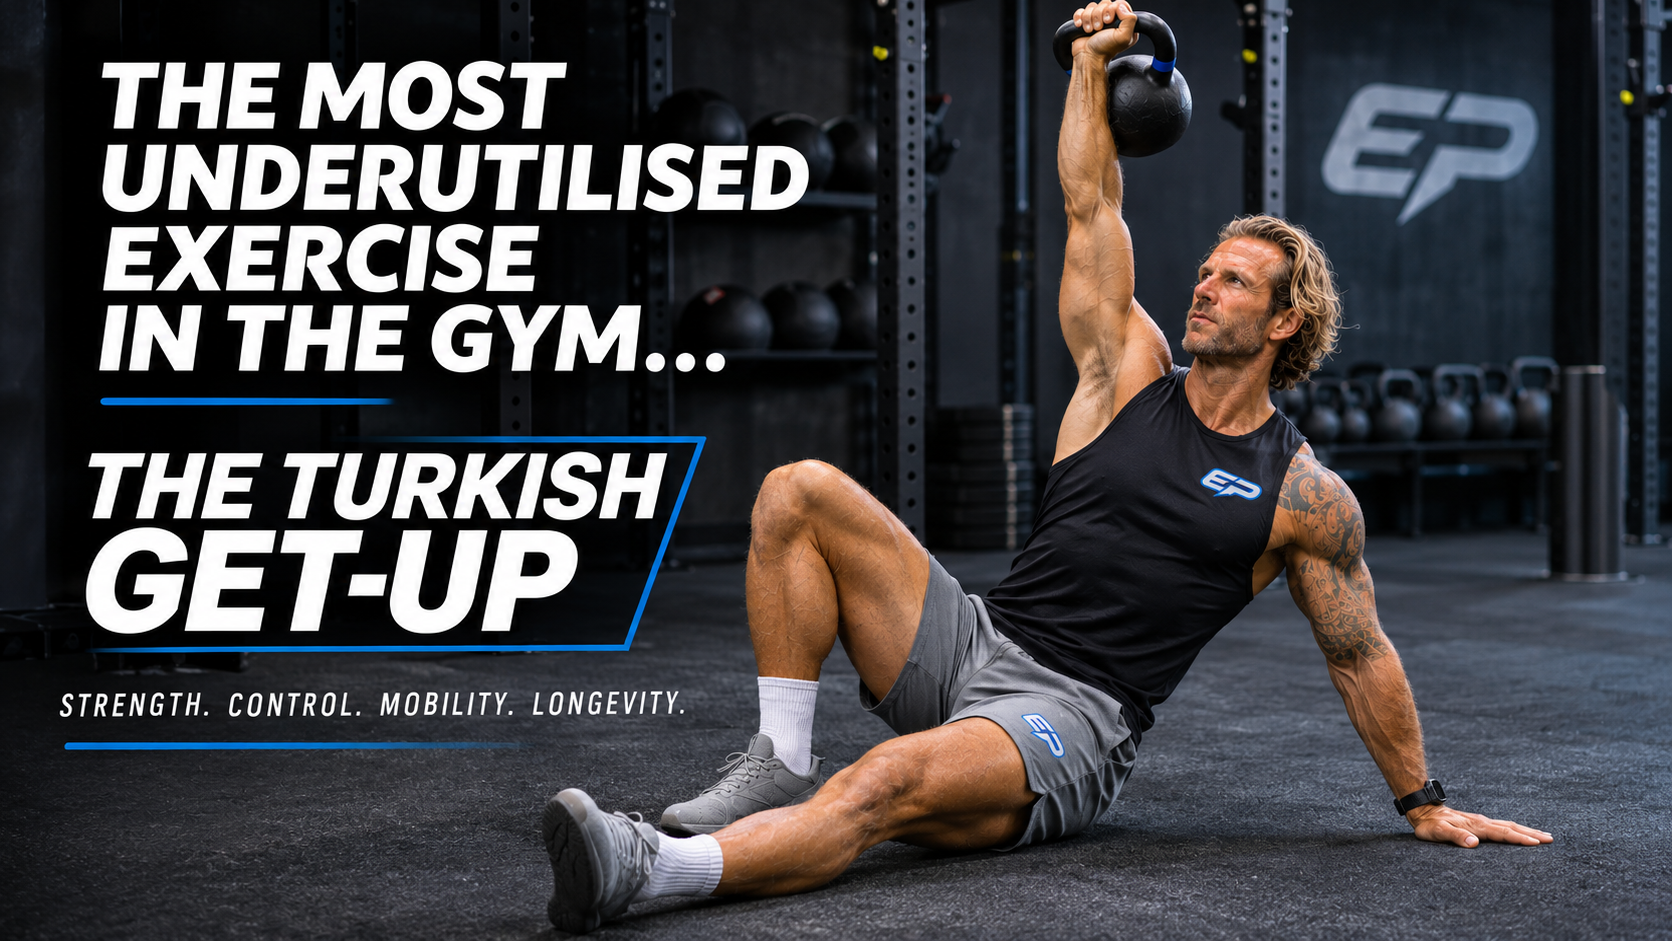 THE MOST
UNDERUTILISED
EXERCISE
IN THE GYM...
THE TURKISH
GET-UP
STRENGTH. CONTROL. MOBILITY. LONGEVITY.
EP
EP
EP